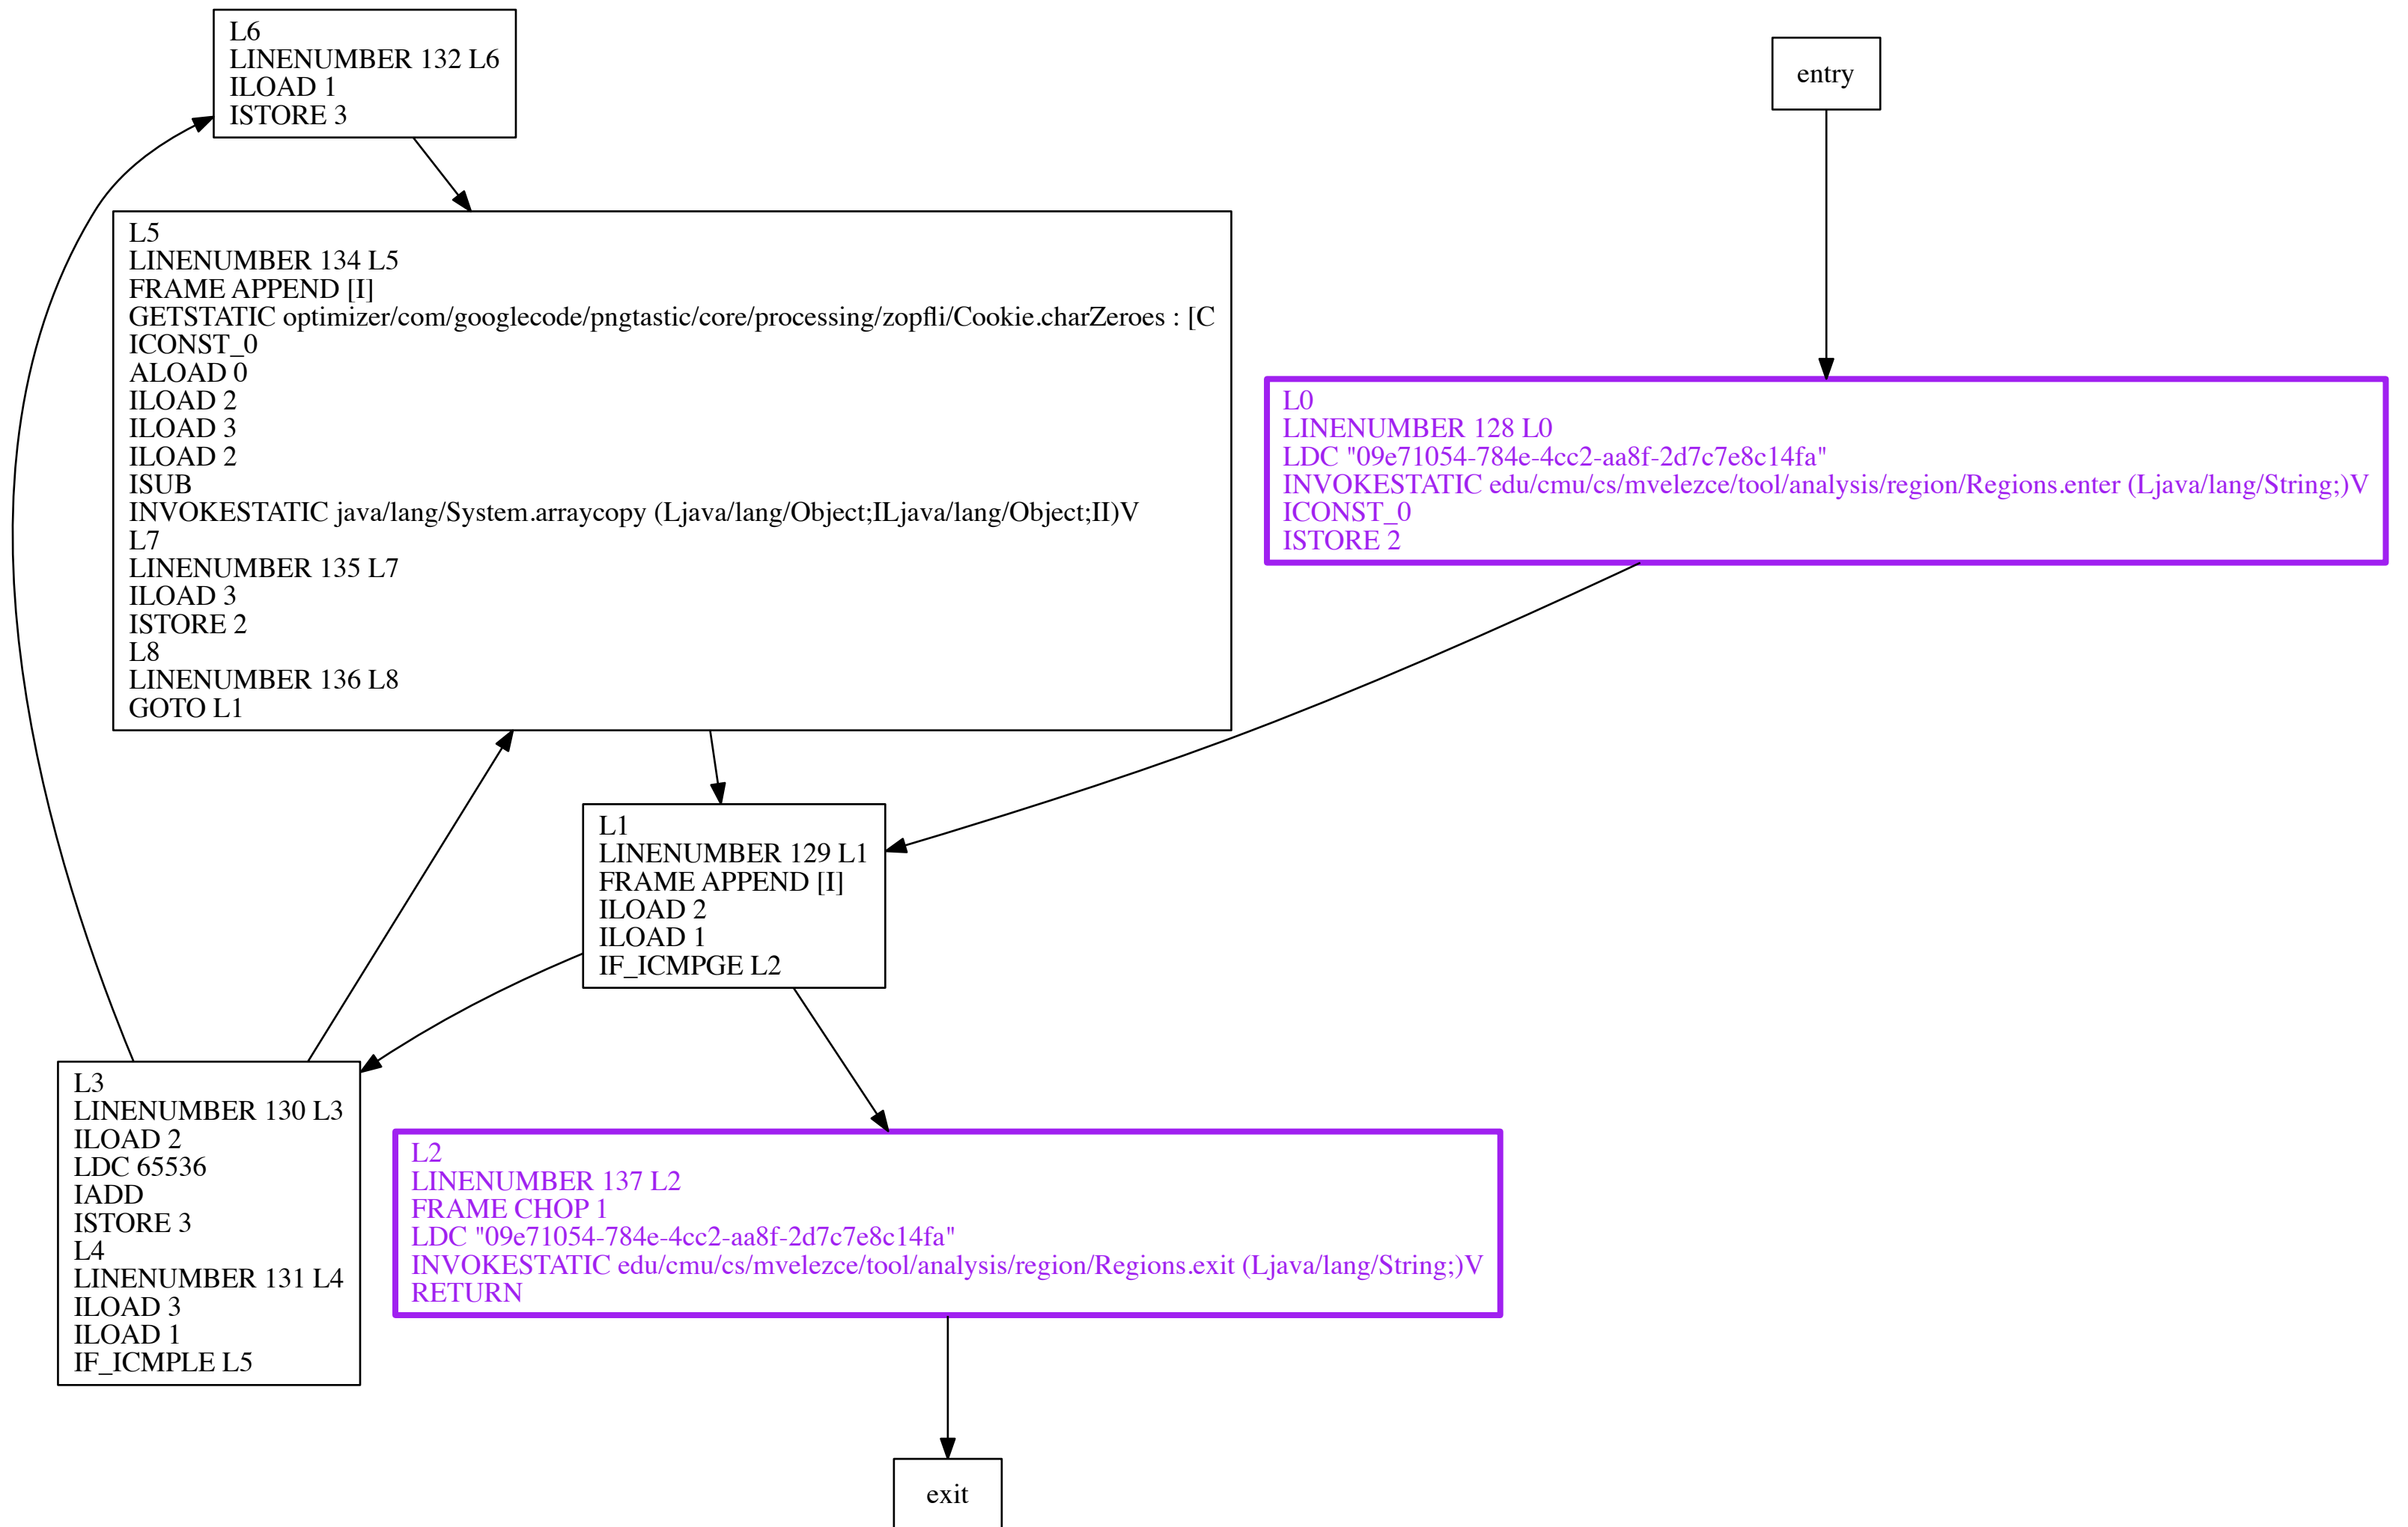 L6
LINENUMBER 132 L6
ILOAD 1
ISTORE 3
entry
L5
LINENUMBER 134 L5
FRAME APPEND [I]
GETSTATIC optimizer/com/googlecode/pngtastic/core/processing/zopfli/Cookie.charZeroes : [C
ICONST_0
ALOAD 0
ILOAD 2
ILOAD 3
ILOAD 2
ISUB
INVOKESTATIC java/lang/System.arraycopy (Ljava/lang/Object;ILjava/lang/Object;II)V
L7
LINENUMBER 135 L7
ILOAD 3
ISTORE 2
L8
LINENUMBER 136 L8
GOTO L1
L0
LINENUMBER 128 L0
LDC "09e71054-784e-4cc2-aa8f-2d7c7e8c14fa"
INVOKESTATIC edu/cmu/cs/mvelezce/tool/analysis/region/Regions.enter (Ljava/lang/String;)V
ICONST_0
ISTORE 2
L1
LINENUMBER 129 L1
FRAME APPEND [I]
ILOAD 2
ILOAD 1
IF_ICMPGE L2
L3
LINENUMBER 130 L3
ILOAD 2
LDC 65536
IADD
ISTORE 3
L4
LINENUMBER 131 L4
ILOAD 3
ILOAD 1
IF_ICMPLE L5
L2
LINENUMBER 137 L2
FRAME CHOP 1
LDC "09e71054-784e-4cc2-aa8f-2d7c7e8c14fa"
INVOKESTATIC edu/cmu/cs/mvelezce/tool/analysis/region/Regions.exit (Ljava/lang/String;)V
RETURN
exit